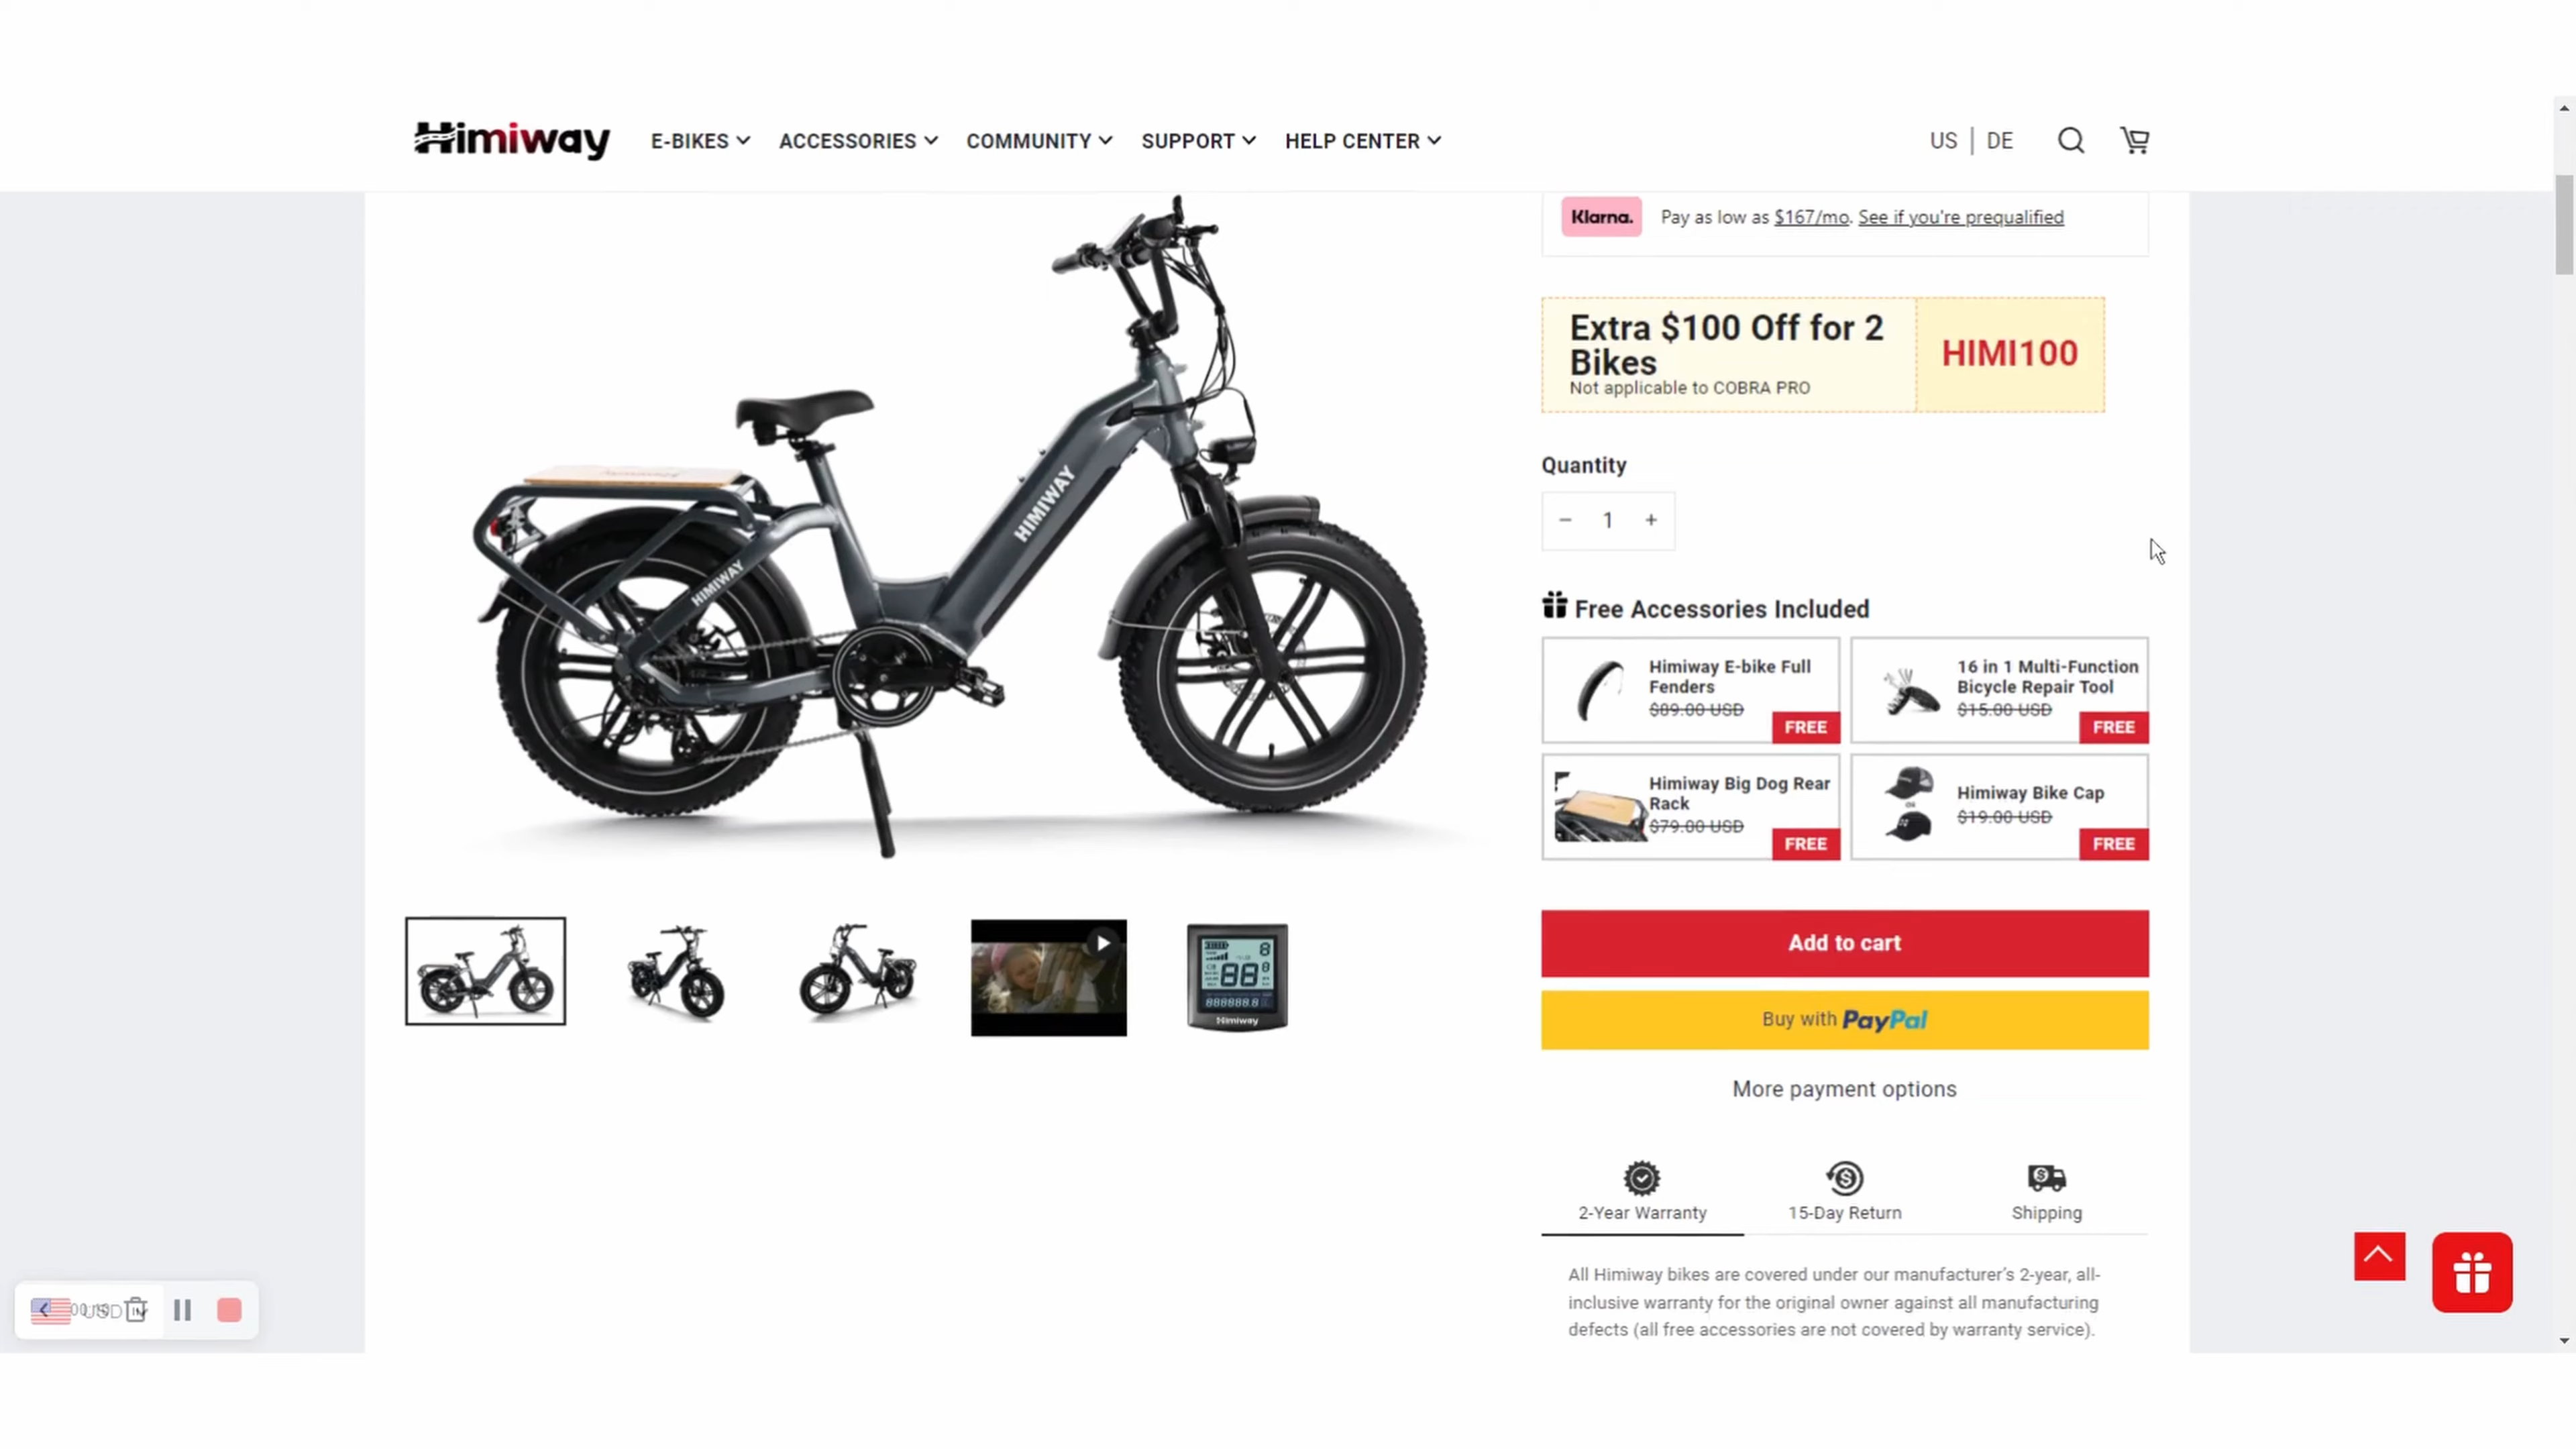 Himiway E-BIKES ACCESSORIES COMMUNITY SUPPORT HELP CENTER US | DE
Klarna. Pay as low as $167/mo. See if you're prequalified
Extra $100 Off for 2
Bikes
Not applicable to COBRA PRO
HIMI100
Quantity
− 1 +
HIMIWAY
HIMIWAY
Free Accessories Included
Himiway E-bike Full
Fenders
$89.00 USD
FREE
16 in 1 Multi-Function
Bicycle Repair Tool
$15.00 USD
FREE
Himiway Big Dog Rear
Rack
$79.00 USD
FREE
Himiway Bike Cap
$19.00 USD
FREE
Himiway
Add to cart
Buy with PayPal
More payment options
2-Year Warranty
15-Day Return
Shipping
All Himiway bikes are covered under our manufacturer's 2-year, all-
inclusive warranty for the original owner against all manufacturing
defects (all free accessories are not covered by warranty service).
USD